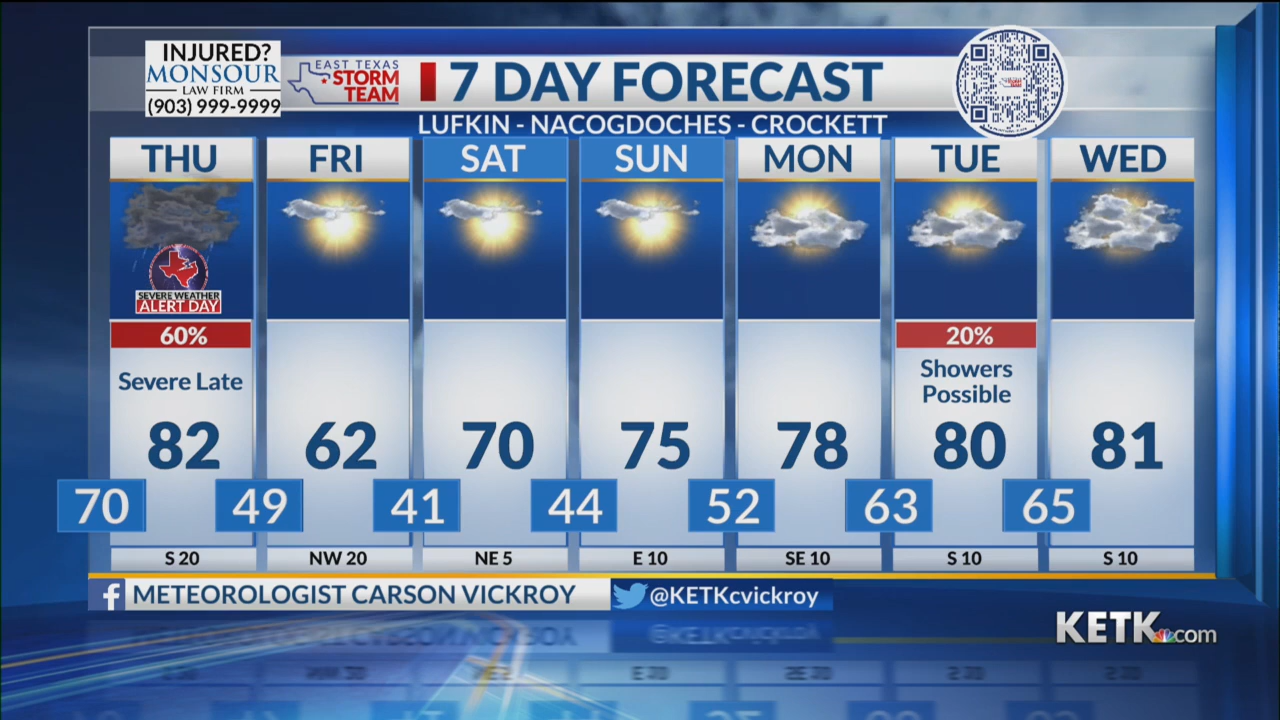 INJURED?
MONSOUR
LAW FIRM
(903) 999-9999
EAST TEXAS
STORM
TEAM
7 DAY FORECAST
LUFKIN - NACOGDOCHES - CROCKETT
THU FRI SAT SUN MON TUE WED
SEVERE WEATHER
ALERT DAY
60% 20%
Severe Late
Showers
Possible
82 62 70 75 78 80 81
70 49 41 44 52 63 65
S 20 NW 20 NE 5 E 10 SE 10 S 10 S 10
f METEOROLOGIST CARSON VICKROY @KETKcvickroy
KETK.com